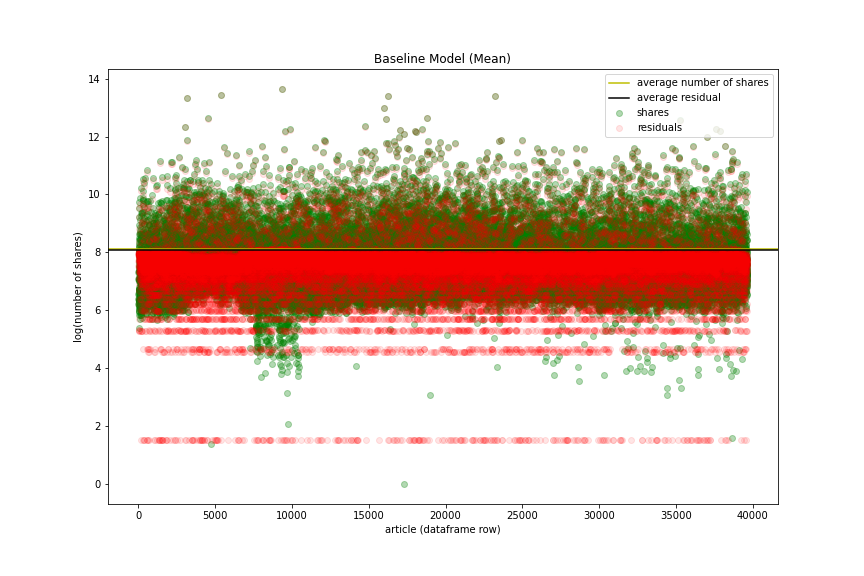 Baseline Model (Mean)
average number of shares
average residual
shares
residuals
log(number of shares)
14
12
10
8
6
4
2
0
0 5000 10000 15000 20000 25000 30000 35000 40000
article (dataframe row)